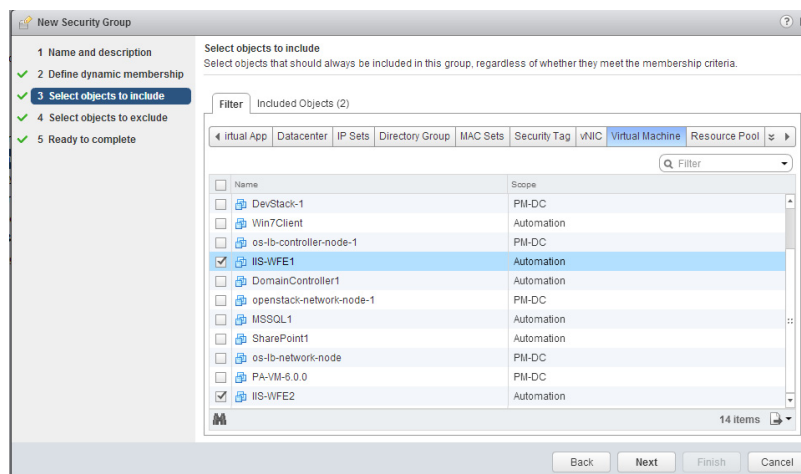 New Security Group
1 Name and description
2 Define dynamic membership
3 Select objects to include
4 Select objects to exclude
5 Ready to complete
Select objects to include
Select objects that should always be included in this group, regardless of whether they meet the membership criteria.
Filter Included Objects (2)
irtual App Datacenter IP Sets Directory Group MAC Sets Security Tag vNIC Virtual Machine Resource Pool
Filter
Name Scope
DevStack-1 PM-DC
Win7Client Automation
os-lb-controller-node-1 PM-DC
IIS-WFE1 Automation
DomainController1 Automation
openstack-network-node-1 PM-DC
MSSQL1 Automation
SharePoint1 Automation
os-lb-network-node PM-DC
PA-VM-6.0.0 PM-DC
IIS-WFE2 Automation
14 items
Back Next Finish Cancel